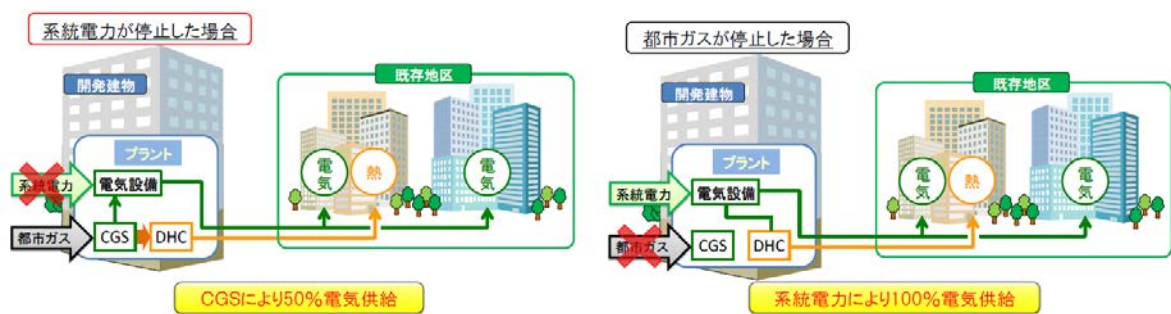 系統電力が停止した場合
開発建物
既存地区
プラント
電気
熱
電気
系統電力
電気設備
都市ガス
CGS
DHC
CGSにより50%電気供給
都市ガスが停止した場合
開発建物
既存地区
プラント
電気
熱
電気
系統電力
電気設備
都市ガス
CGS
DHC
系統電力により100%電気供給